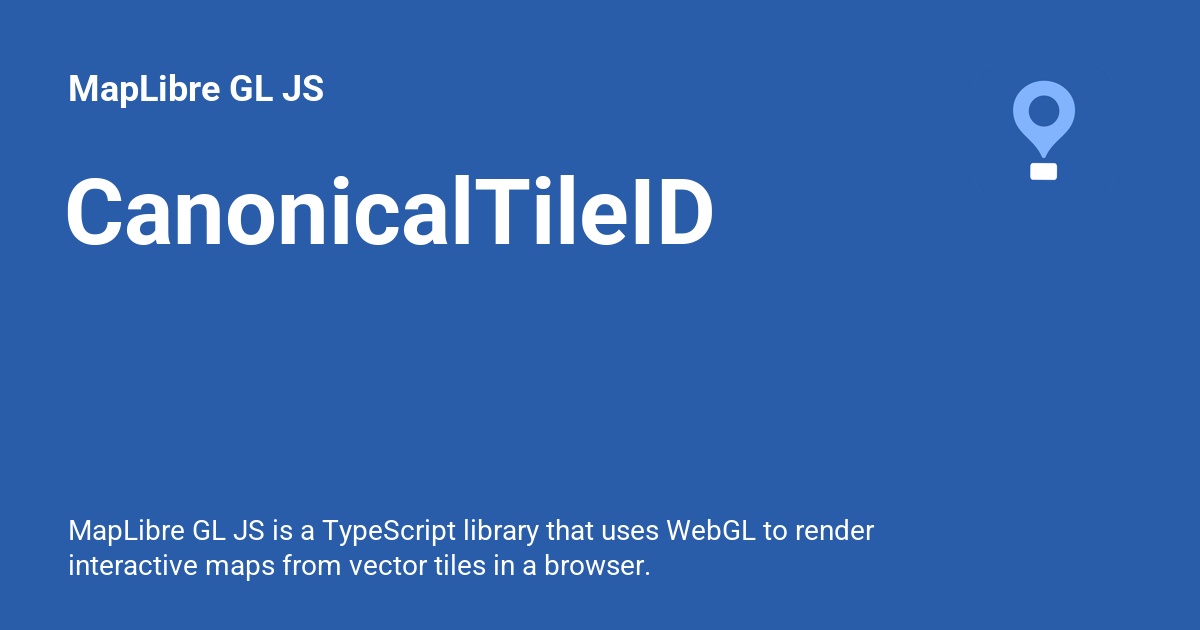 MapLibre GL JS
CanonicalTileID
MapLibre GL JS is a TypeScript library that uses WebGL to render
interactive maps from vector tiles in a browser.